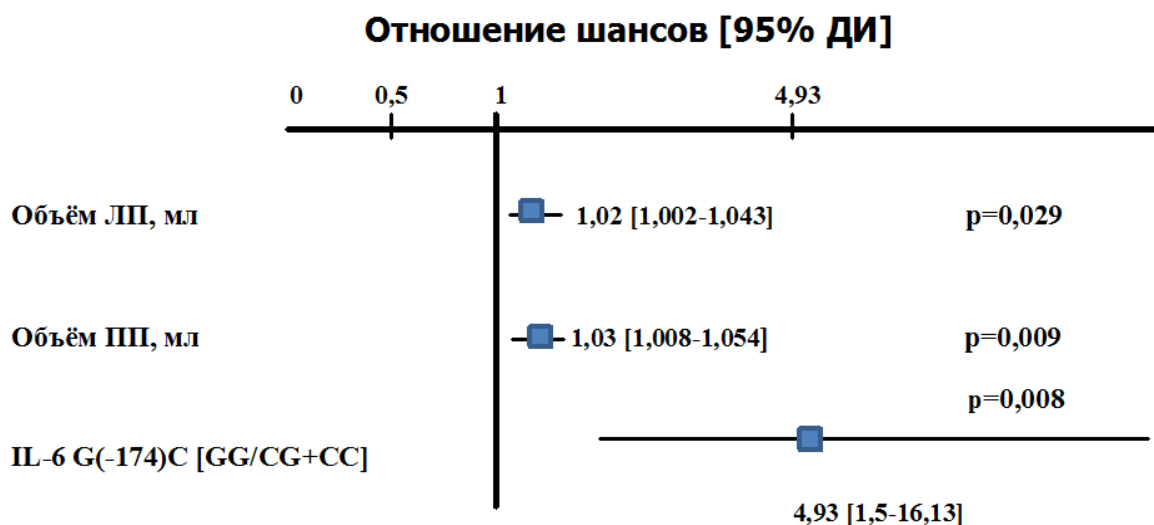 Отношение шансов [95% ДИ]
0 0,5 1 4,93
Объём ЛП, мл 1,02 [1,002-1,043] p=0,029
Объём ПП, мл 1,03 [1,008-1,054] p=0,009
p=0,008
IL-6 G(-174)C [GG/CG+CC]
4,93 [1,5-16,13]